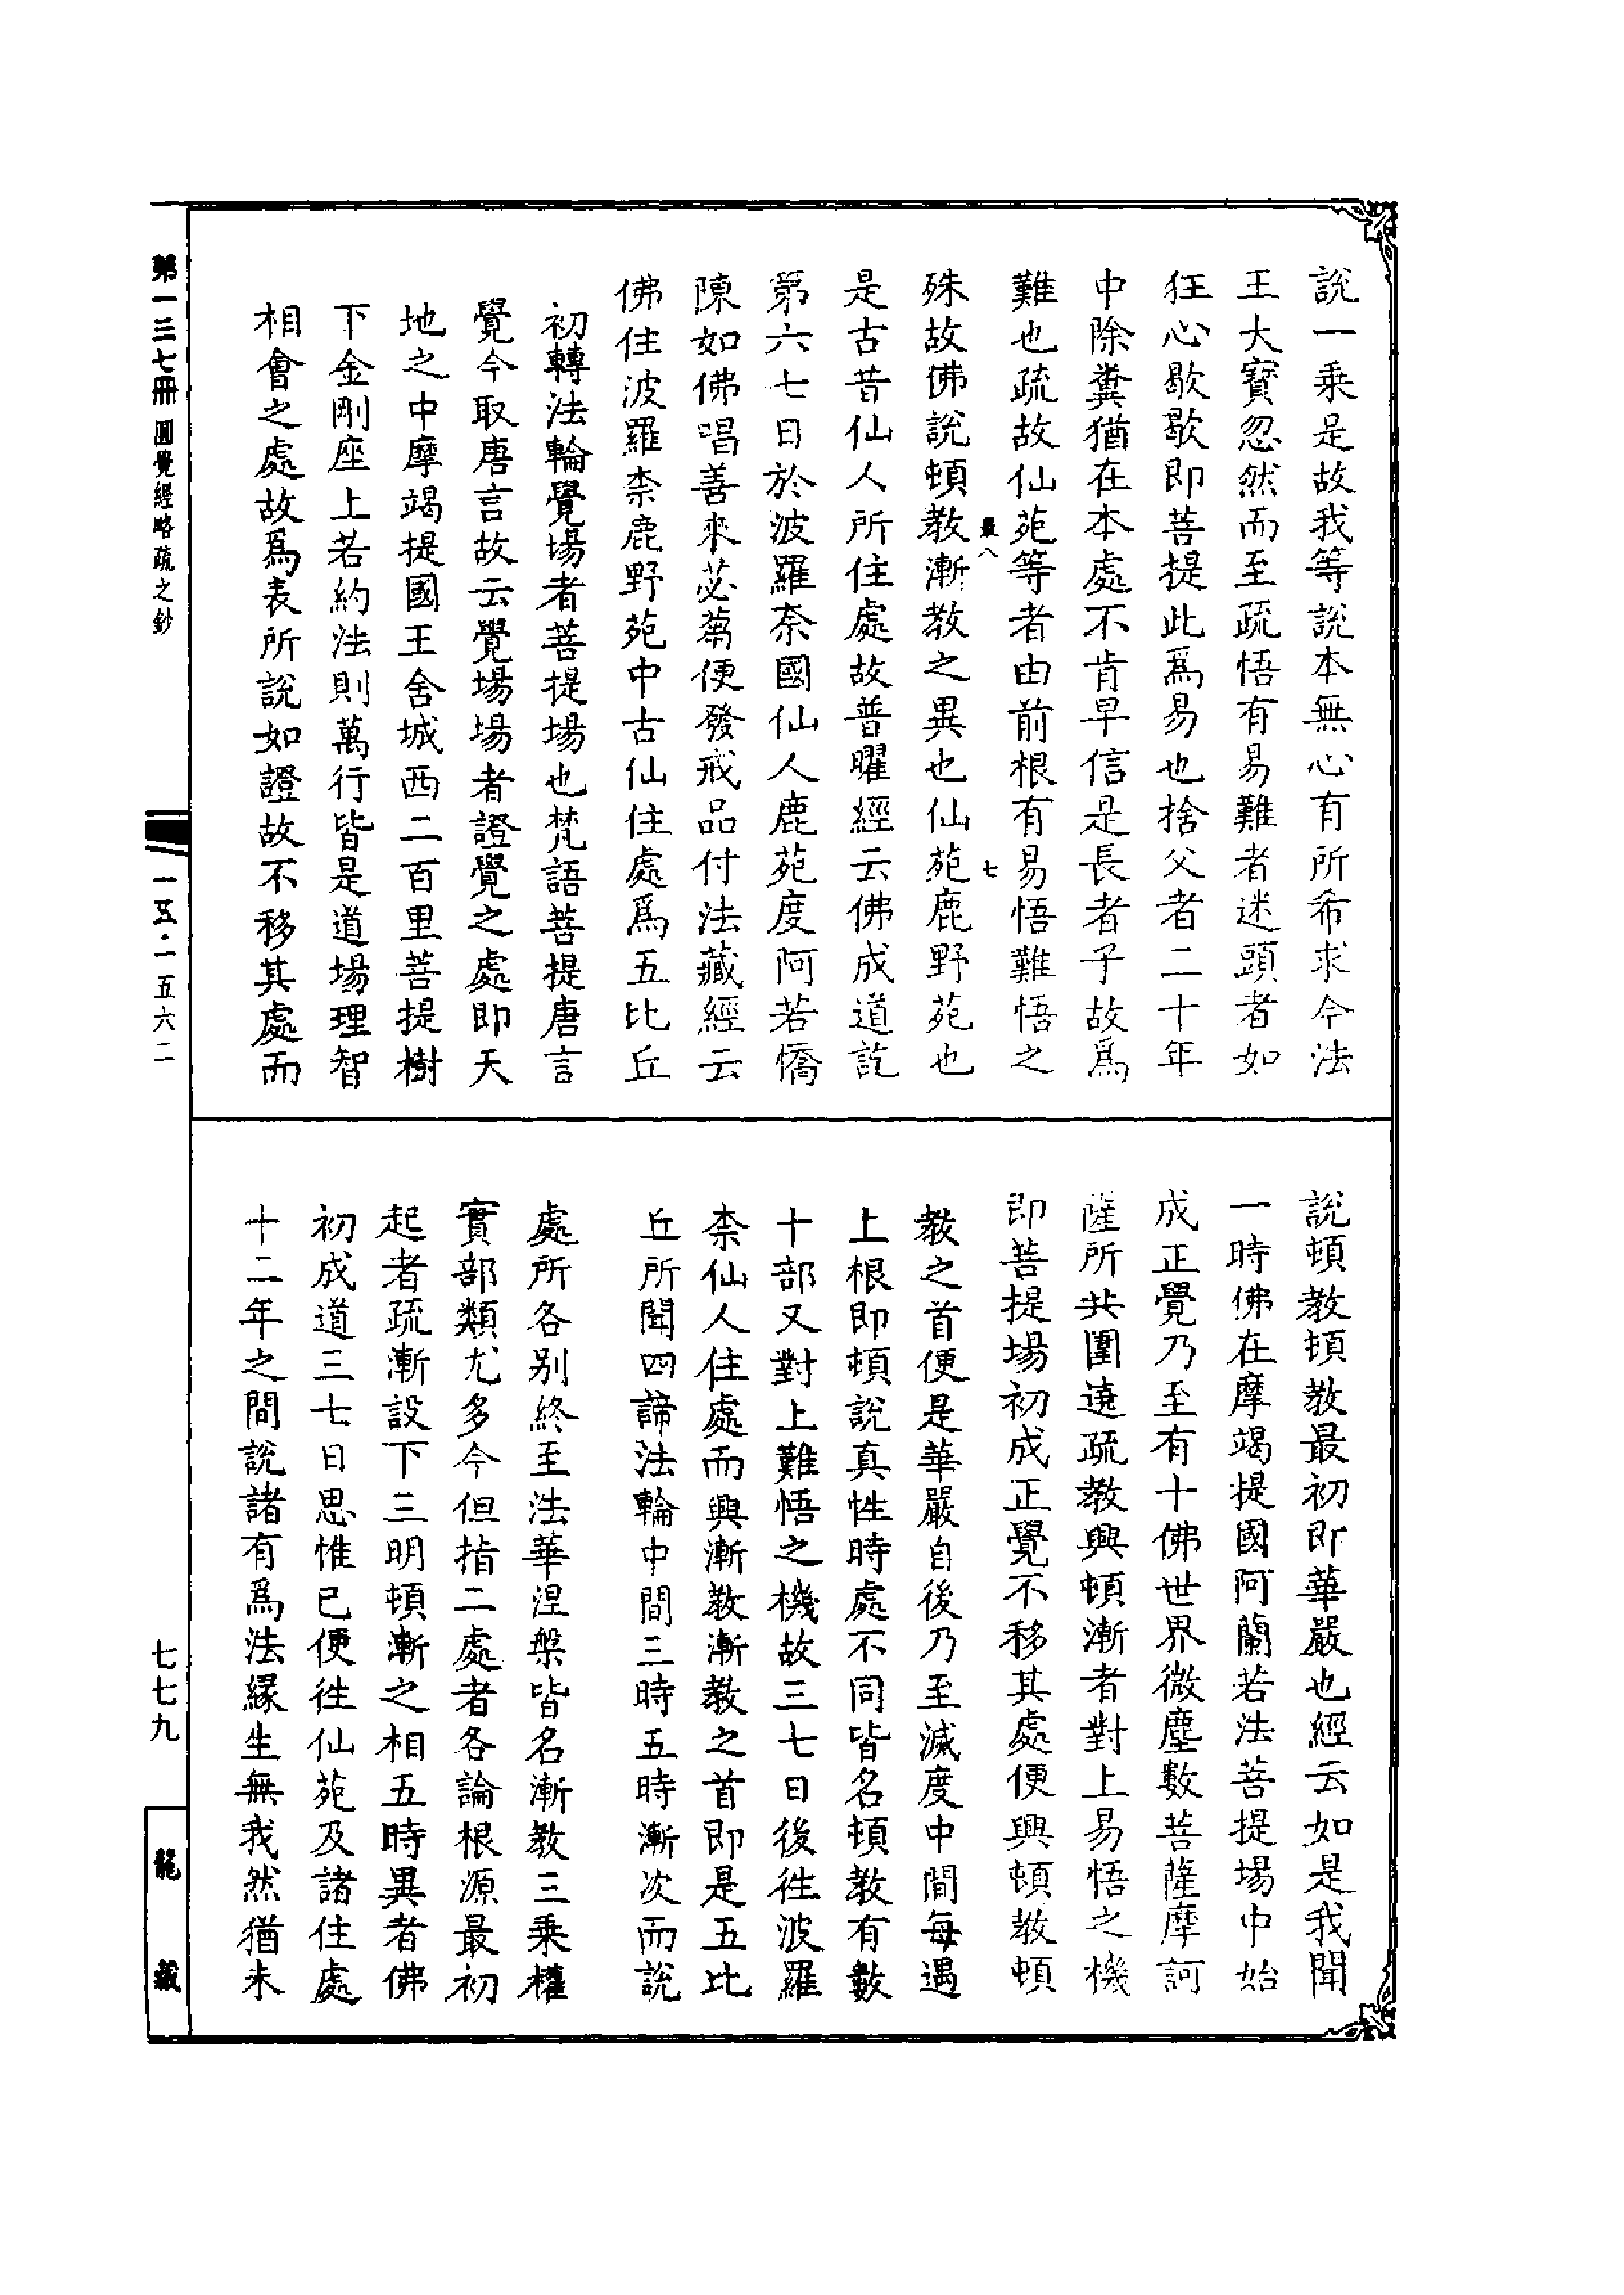 說一乘是故我等說本無心有所希求今法
王大寶忽然而至疏悟有易難者迷頭者如
狂心歇歇即菩提此爲易也捨父者二十年
中除糞猶在本處不肯早信是長者子故爲
難也疏故仙苑等者由前根有易悟難悟之
最八 七
殊故佛說頓教漸教之異也仙苑鹿野苑也
是古昔仙人所住處故普曜經云佛成道訖
第六七日於波羅柰國仙人鹿苑度阿若憍
陳如佛唱善來苾蒭便發戒品付法藏經云
佛住波羅柰鹿野苑中古仙住處爲五比丘
初轉法輪覺場者菩提場也梵語菩提唐言
覺今取唐言故云覺場場者證覺之處即天
地之中摩竭提國王舍城西二百里菩提樹
下金剛座上若約法則萬行皆是道場理智
相會之處故爲表所說如證故不移其處而
說頓教頓教最初即華嚴也經云如是我聞
一時佛在摩竭提國阿蘭若法菩提場中始
成正覺乃至有十佛世界微塵數菩薩摩訶
薩所共圍遶疏教興頓漸者對上易悟之機
即菩提場初成正覺不移其處便興頓教頓
教之首便是華嚴自後乃至滅度中間每遇
上根即頓說真性時處不同皆名頓教有數
十部又對上難悟之機故三七日後往波羅
柰仙人住處而興漸教漸教之首即是五比
丘所聞四諦法輪中間三時五時漸次而說
處所各別終至法華涅槃皆名漸教三乘權
實部類尤多今但指二處者各論根源最初
起者疏漸設下三明頓漸之相五時異者佛
初成道三七日思惟已便往仙苑及諸住處
十二年之間說諸有爲法緣生無我然猶未
第一三七冊 圓覺經略疏之鈔
一五·一五六二
七七九
龍藏